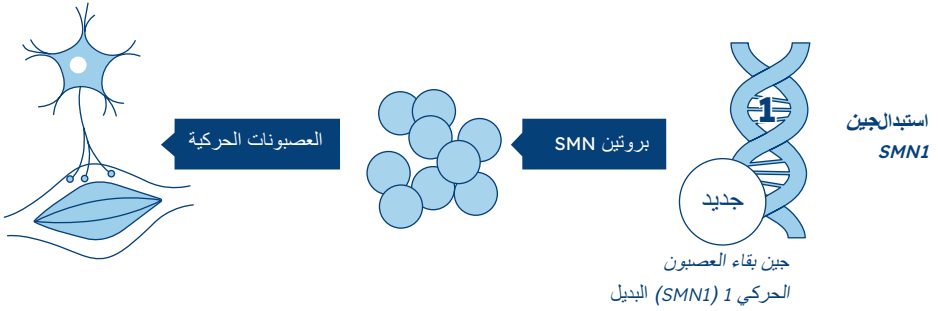 استبدالجين
SMN1
1
جديد
جين بقاء العصبون
الحركي 1 (SMN1) البديل
بروتين SMN
العصبونات الحركية